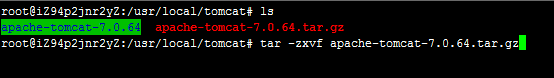 root@iZ94p2jnr2yZ:/usr/local/tomcat# ls
apache-tomcat-7.0.64  apache-tomcat-7.0.64.tar.gz
root@iZ94p2jnr2yZ:/usr/local/tomcat# tar -zxvf apache-tomcat-7.0.64.tar.gz